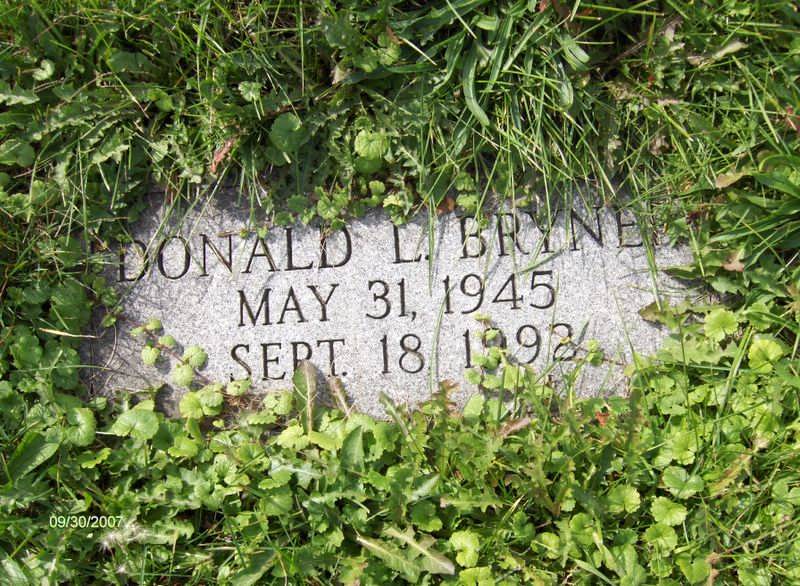 DONALD L. BRYNE
MAY 31, 1945
SEPT. 18, 1992
09/30/2007